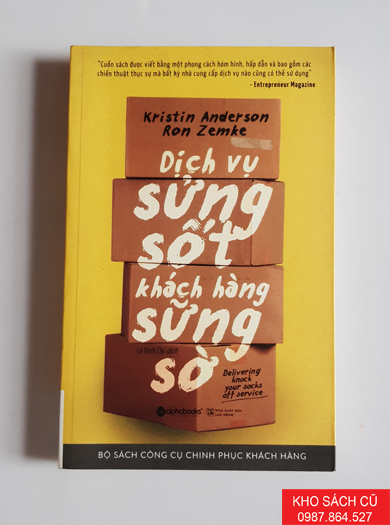 "Cuốn sách được viết bằng một phong cách hóm hỉnh, hấp dẫn và bao gồm các
chiến thuật thực sự mà bất kỳ nhà cung cấp dịch vụ nào cũng có thể sử dụng"
- Entrepreneur Magazine
Kristin Anderson
Ron Zemke
Dịch vụ
sửng
sốt
khách hàng
sững
sờ
Delivering
knock
your socks
off service
alphabooks
BỘ SÁCH CÔNG CỤ CHINH PHỤC KHÁCH HÀNG
KHO SÁCH CŨ
0987.864.527